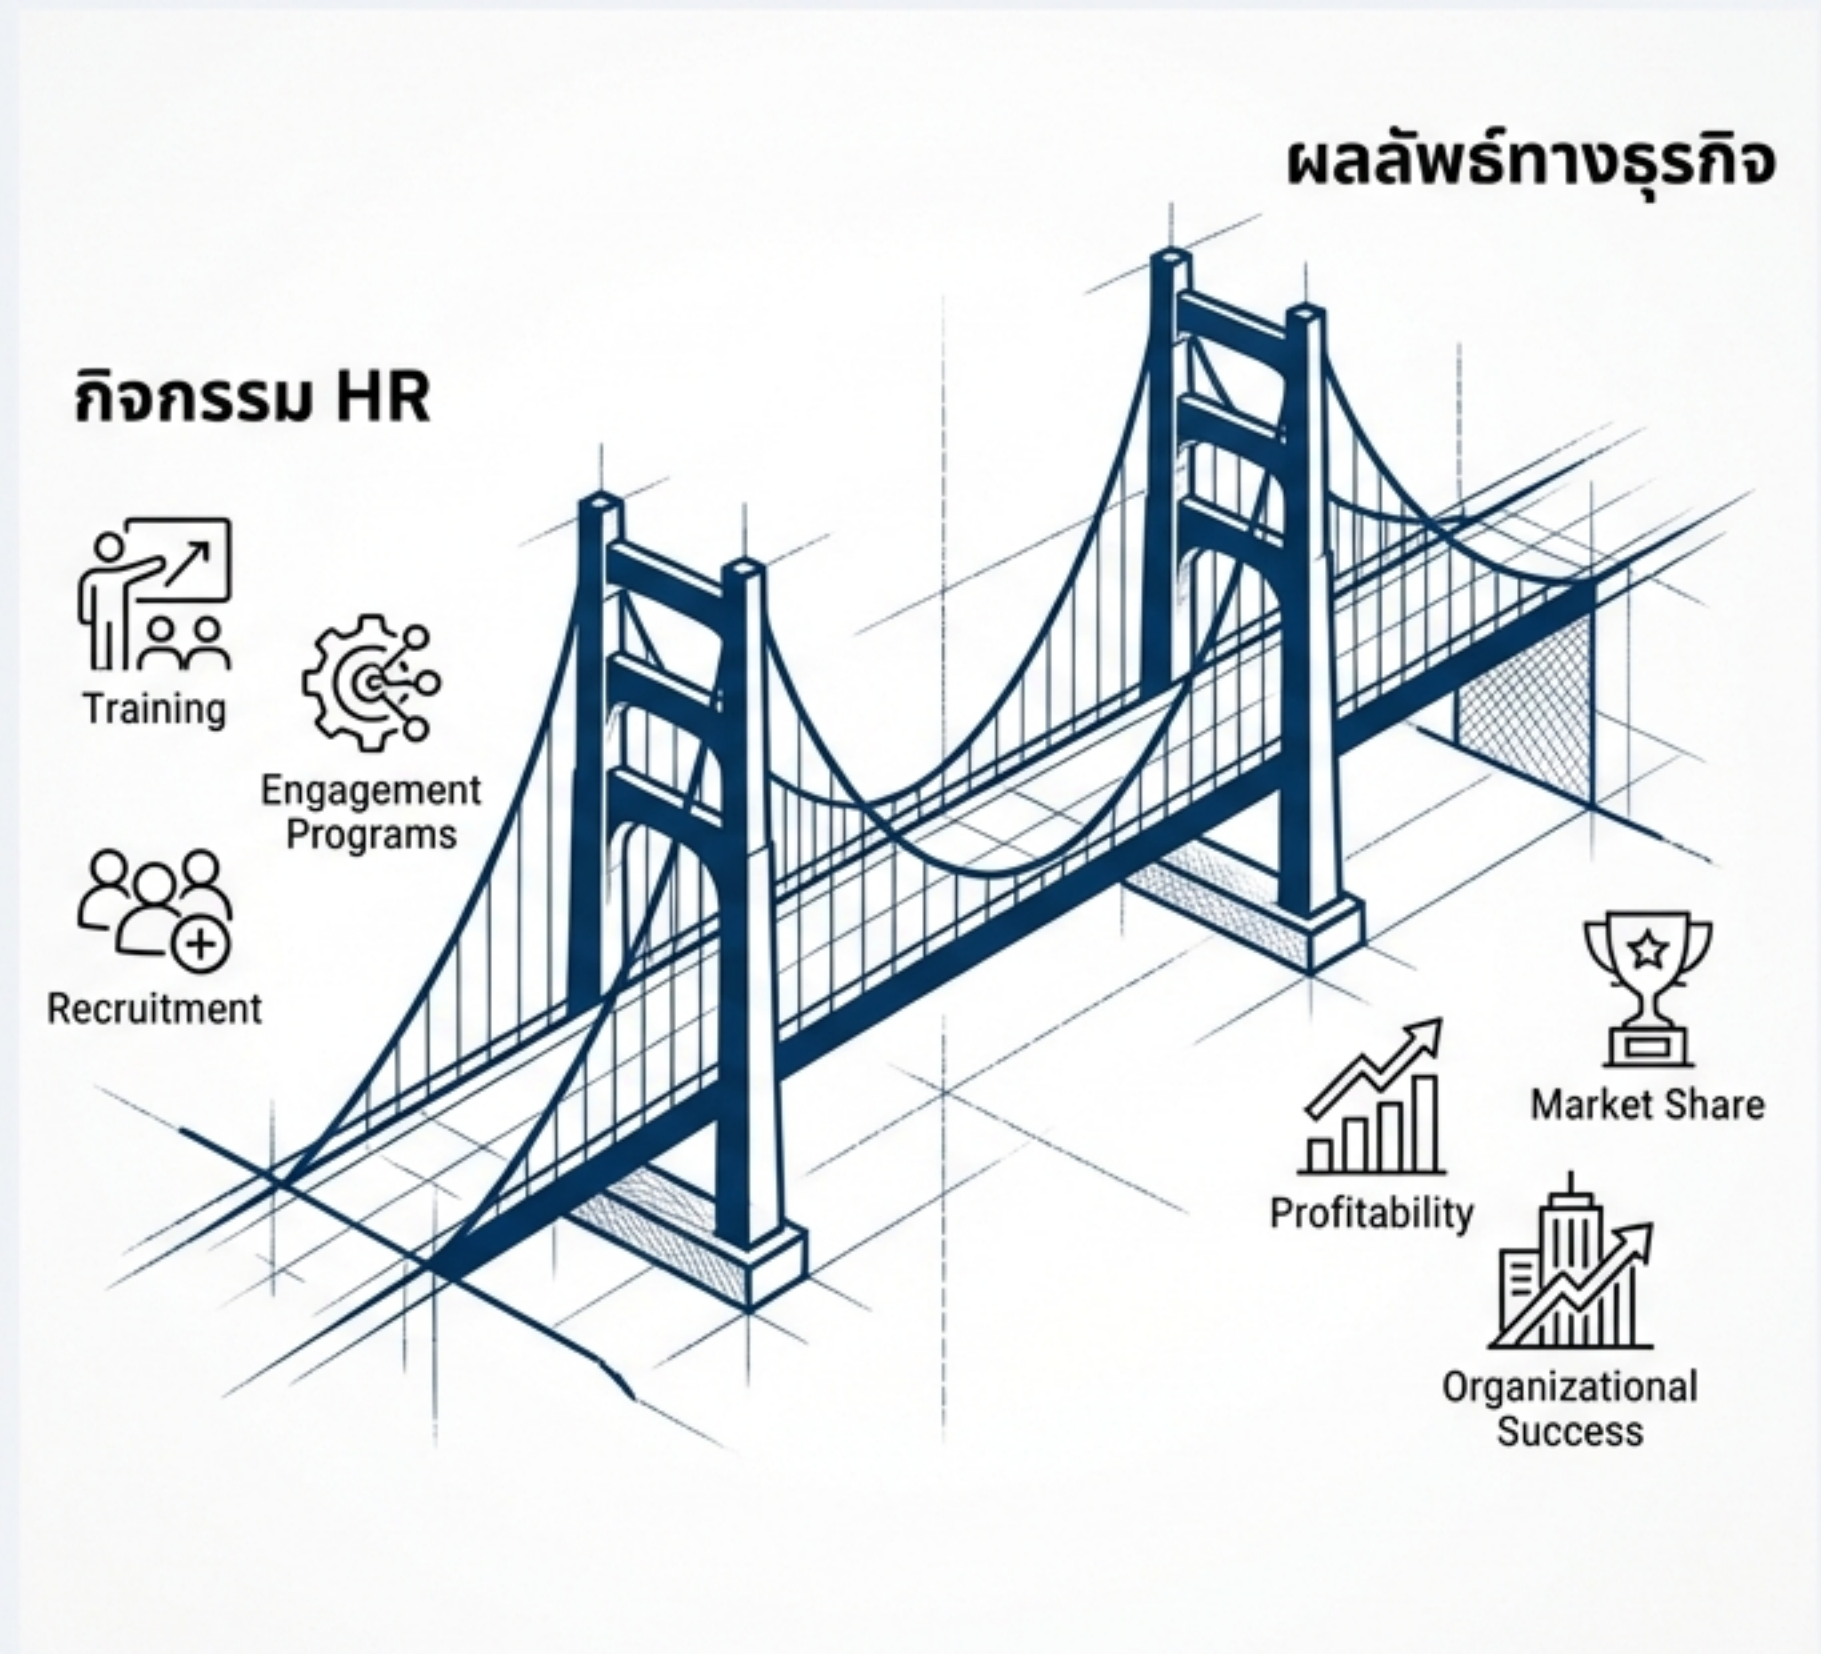 ผลลัพธ์ทางธุรกิจ
กิจกรรม HR
Training
Engagement
Programs
Recruitment
Market Share
Profitability
Organizational
Success